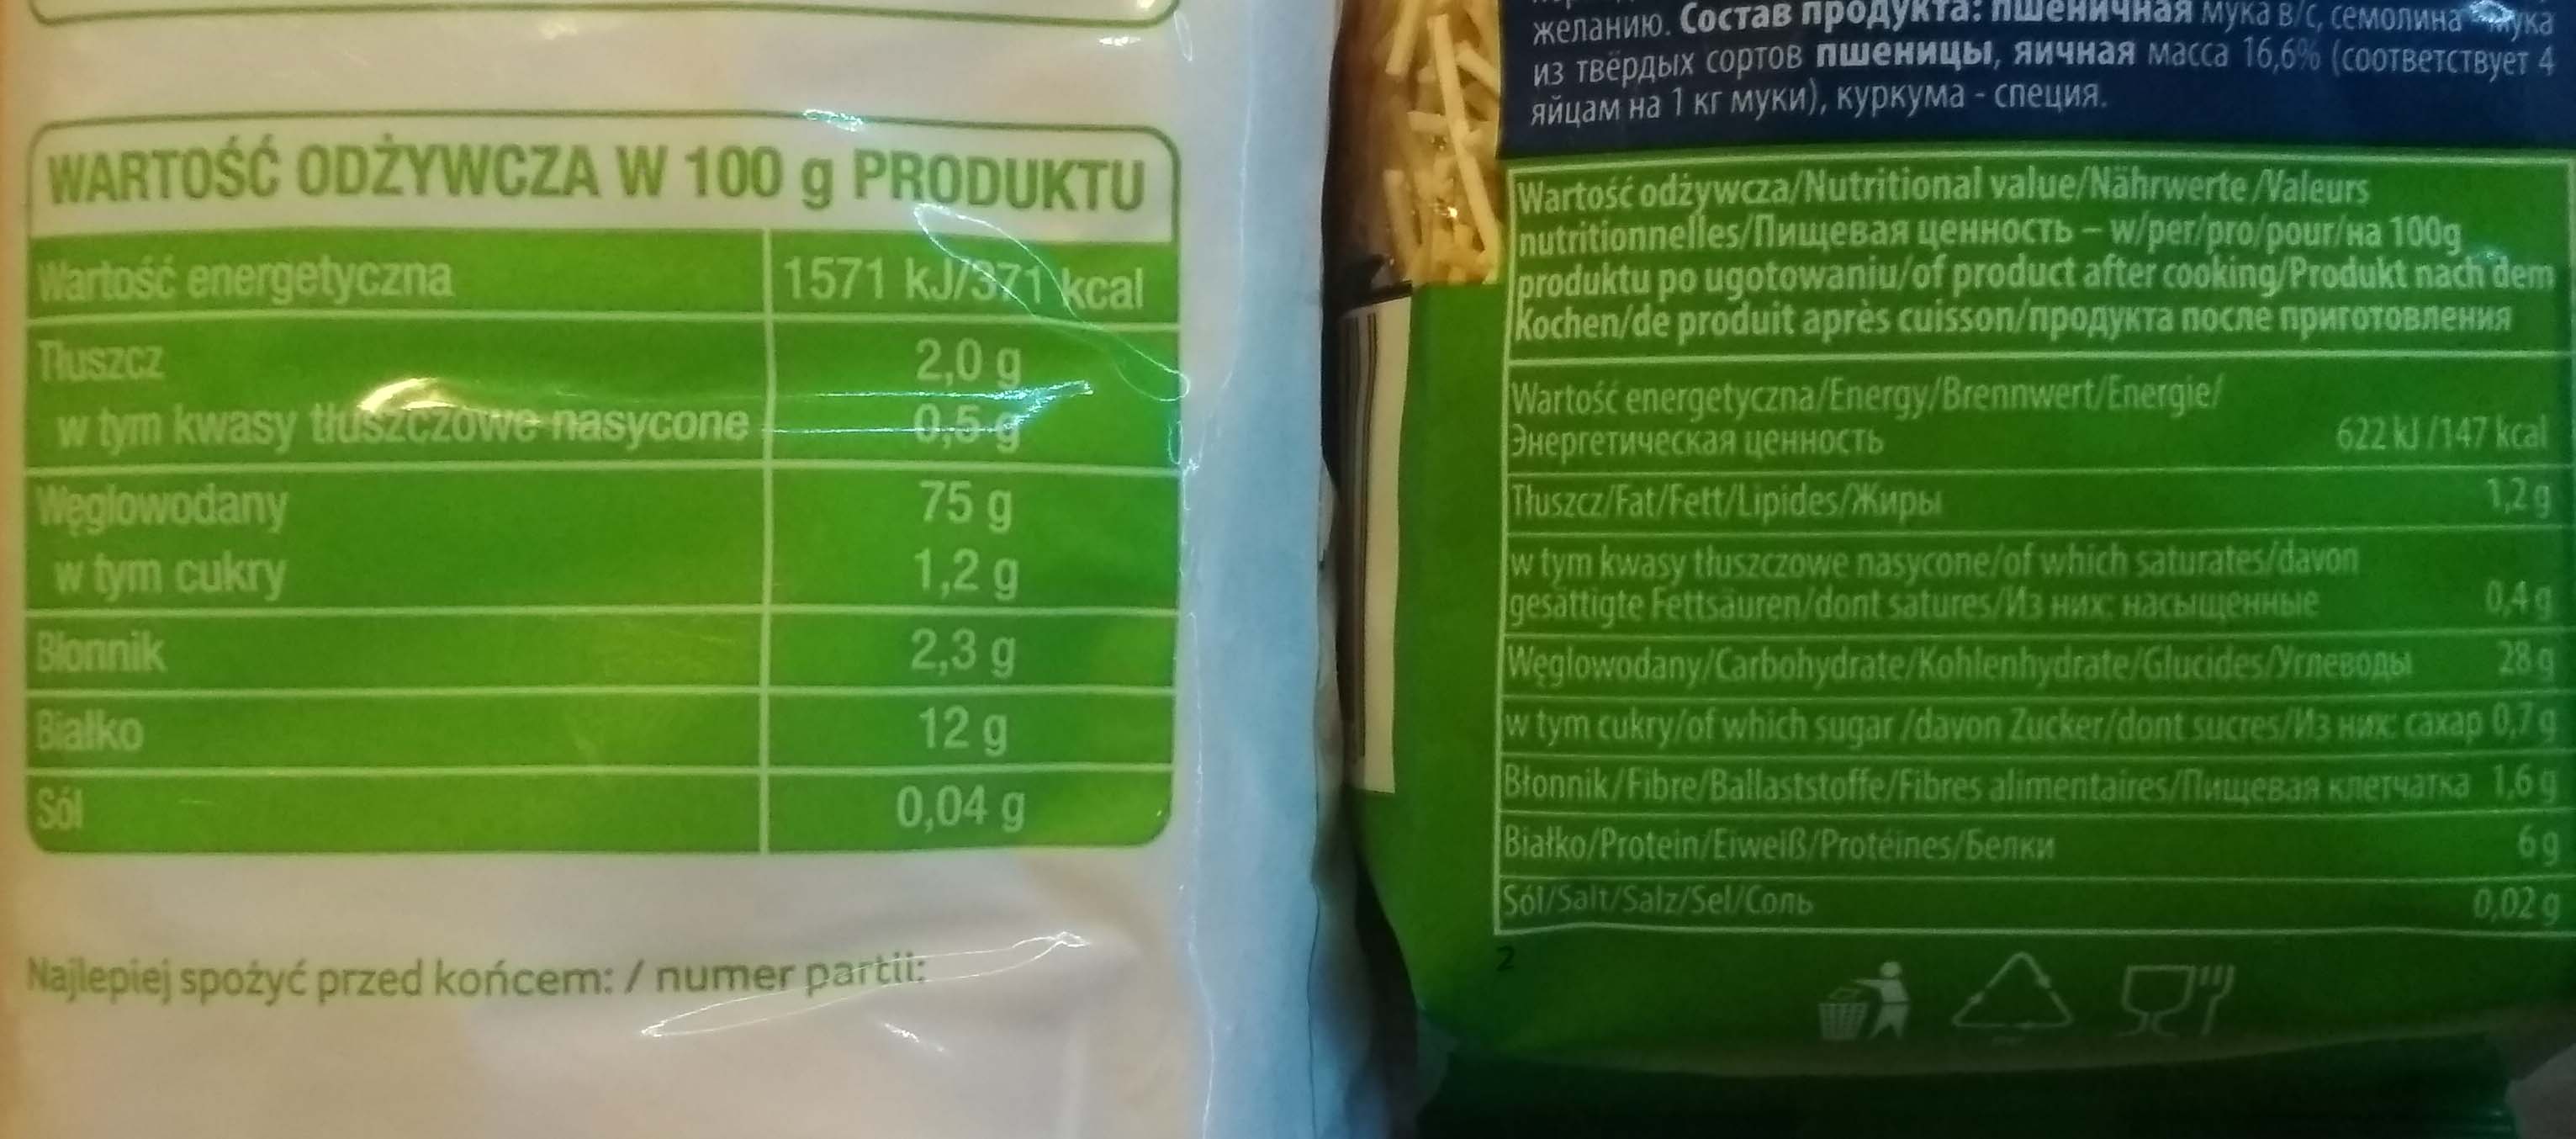 WARTOŚĆ ODŻYWCZA W 100 g PRODUKTU
Wartość energetyczna 1571 kJ/371 kcal
Tłuszcz 2,0 g
w tym kwasy tłuszczowe nasycone 0,5 g
Węglowodany 75 g
w tym cukry 1,2 g
Błonnik 2,3 g
Białko 12 g
Sól 0,04 g
Najlepiej spożyć przed końcem: / numer partii:
желанию. Состав продукта: пшеничная мука в/с, семолина мука
из твёрдых сортов пшеницы, яичная масса 16,6% (соответствует 4
яйцам на 1 кг муки), куркума - специя.
Wartość odżywcza/Nutritional value/Nährwerte/Valeurs
nutritionnelles/Пищевая ценность – w/per/pro/pour/на 100g
produktu po ugotowaniu/of product after cooking/Produkt nach dem
Kochen/de produit après cuisson/продукта после приготовления
Wartość energetyczna/Energy/Brennwert/Energie/
Энергетическая ценность 622 kJ/147 kcal
Tłuszcz/Fat/Fett/Lipides/Жиры 1,2 g
w tym kwasy tłuszczowe nasycone/of which saturates/davon
gesättigte Fettsäuren/dont satures/Из них: насыщенные 0,4 g
Węglowodany/Carbohydrate/Kohlenhydrate/Glucides/Углеводы 28 g
w tym cukry/of which sugar /davon Zucker/dont sucres/Из них: сахар 0,7 g
Błonnik/Fibre/Ballaststoffe/Fibres alimentaires/Пищевая клетчатка 1,6 g
Białko/Protein/Eiweiß/Protéines/Белки 6 g
Sól/Salt/Salz/Sel/Соль 0,02 g
2